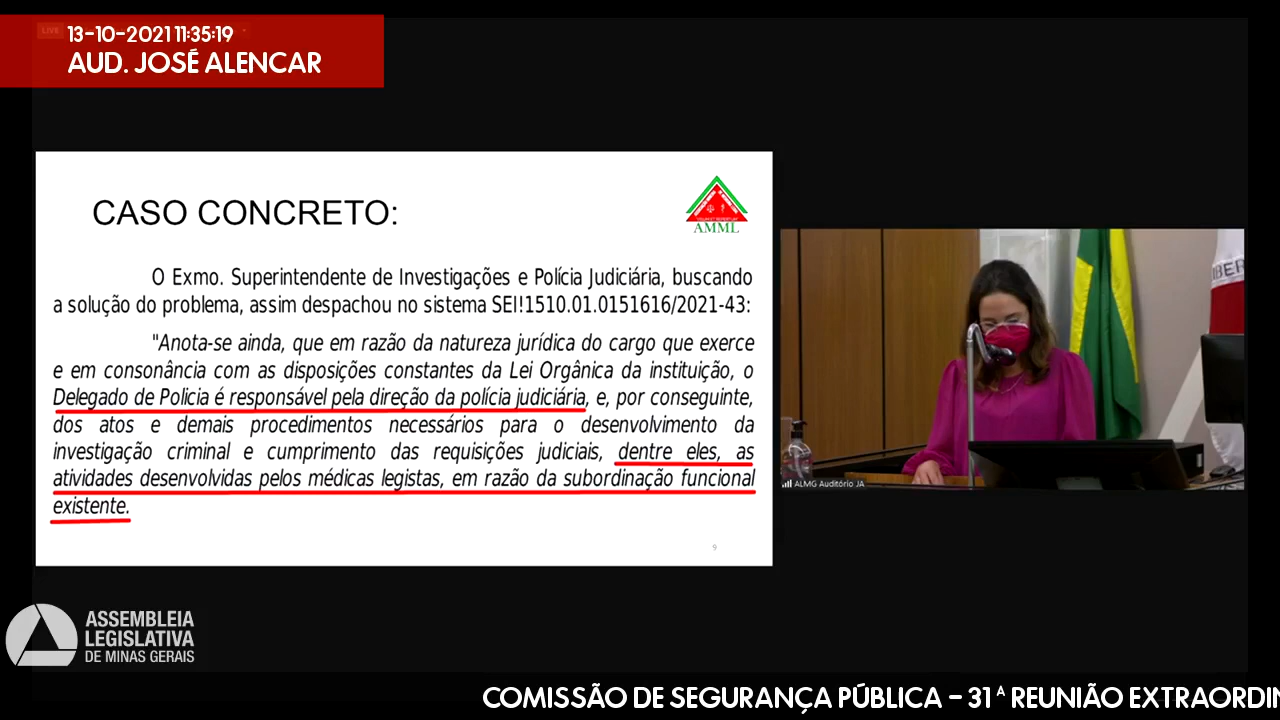 LIVE
13-10-2021 11:35:19
AUD. JOSÉ ALENCAR
CASO CONCRETO:
AMML
O Exmo. Superintendente de Investigações e Polícia Judiciária, buscando
a solução do problema, assim despachou no sistema SEI!1510.01.0151616/2021-43:
"Anota-se ainda, que em razão da natureza jurídica do cargo que exerce
e em consonância com as disposições constantes da Lei Orgânica da instituição, o
Delegado de Policia é responsável pela direção da polícia judiciária, e, por conseguinte,
dos atos e demais procedimentos necessários para o desenvolvimento da
investigação criminal e cumprimento das requisições judiciais, dentre eles, as
atividades desenvolvidas pelos médicas legistas, em razão da subordinação funcional
existente.
9
IBER
ALMG Auditório JA
ASSEMBLEIA
LEGISLATIVA
DE MINAS GERAIS
COMISSÃO DE SEGURANÇA PÚBLICA - 31ª REUNIÃO EXTRAORDIN